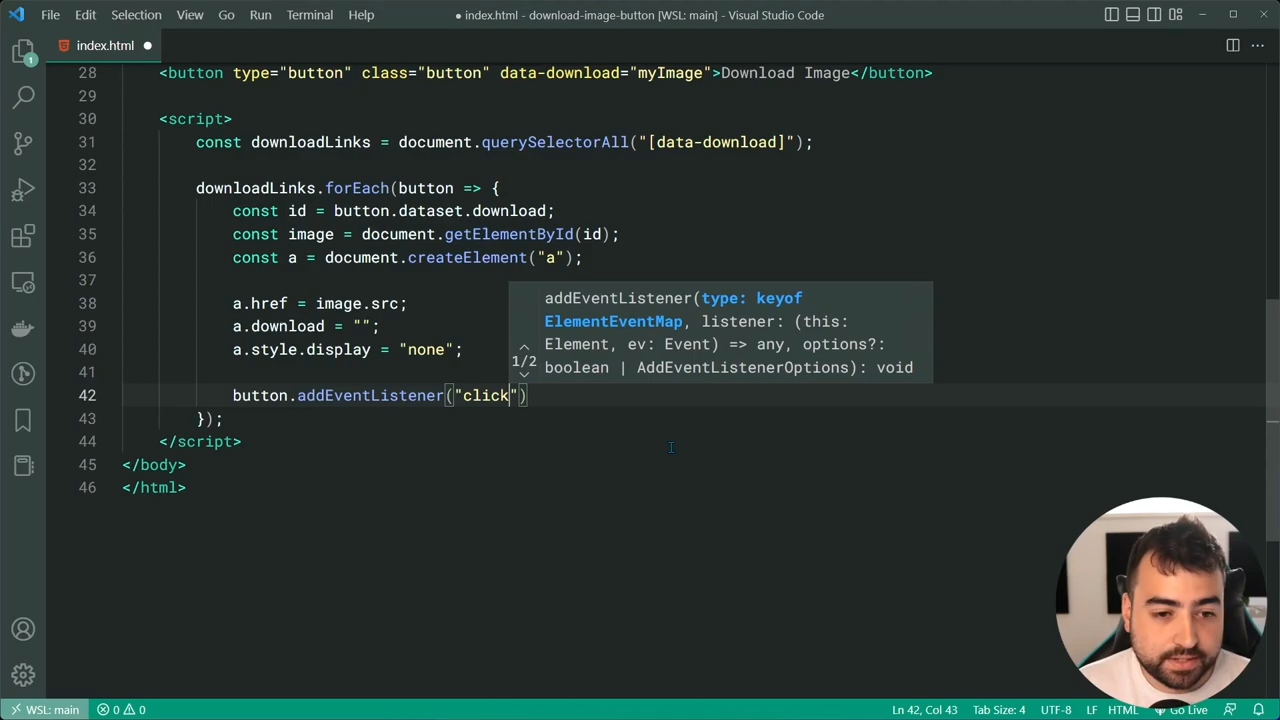 File Edit Selection View Go Run Terminal Help
● index.html - download-image-button [WSL: main] - Visual Studio Code
index.html ●
1
28 <button type="button" class="button" data-download="myImage">Download Image</button>
29
30 <script>
31 const downloadLinks = document.querySelectorAll("[data-download]");
32
33 downloadLinks.forEach(button => {
34 const id = button.dataset.download;
35 const image = document.getElementById(id);
36 const a = document.createElement("a");
37
38 a.href = image.src;
39 a.download = "";
40 a.style.display = "none";
41
42 button.addEventListener("click")
43 });
44 </script>
45 </body>
46 </html>
addEventListener(type: keyof
ElementEventMap, listener: (this:
Element, ev: Event) => any, options?:
boolean | AddEventListenerOptions): void
1/2
WSL: main 0 0 Ln 42, Col 43 Tab Size: 4 UTF-8 LF HTML Go Live